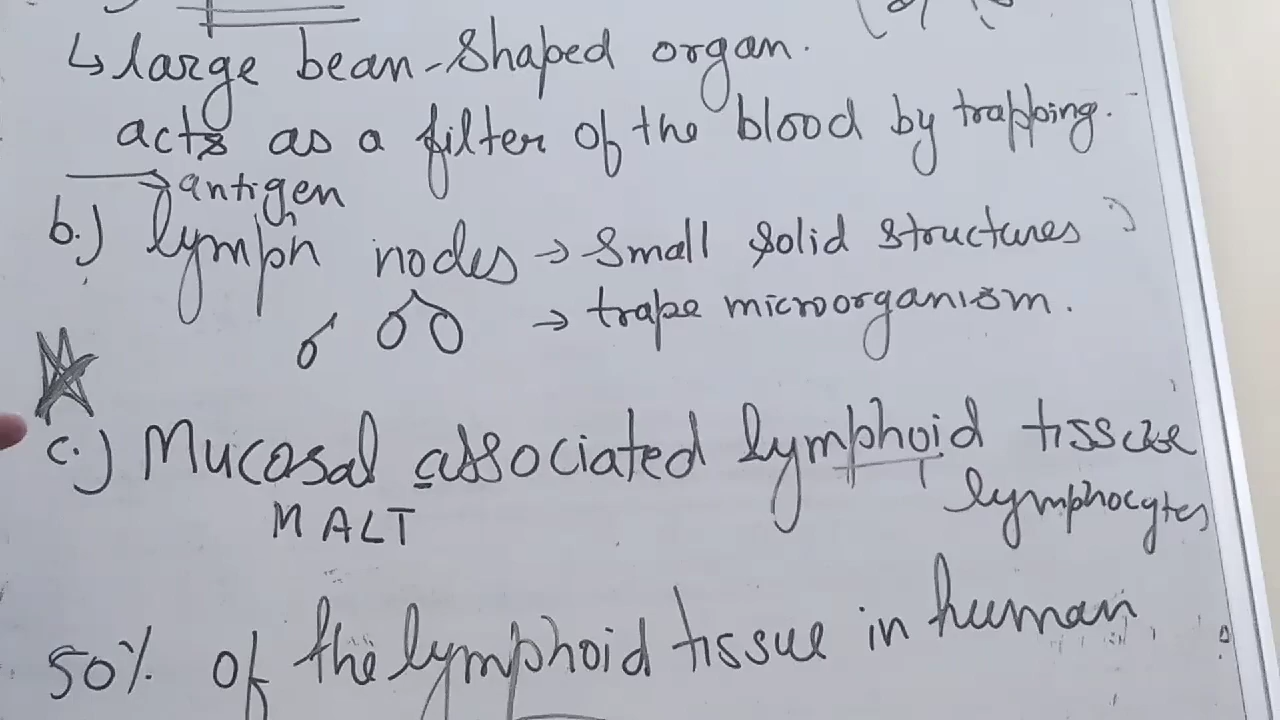 ↳ large bean-shaped organ.
acts as a filter of the blood by trapping.
→ antigen
b.) lymph nodes → Small solid structures
→ trape microorganism.
c.) Mucosal associated lymphoid tissue
lymphocytes
MALT
50% of the lymphoid tissue in human